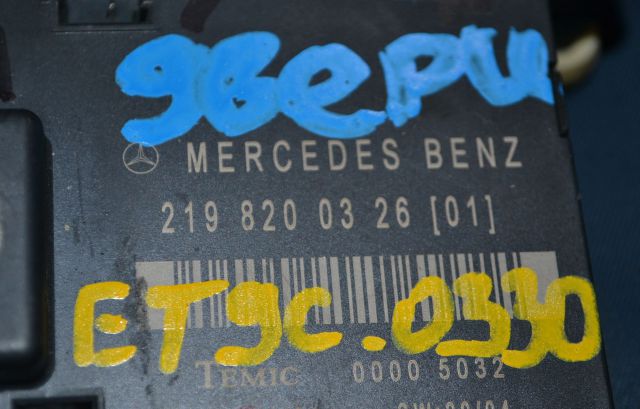 двери
MERCEDES BENZ
219 820 03 26 [01]
ET9C.0330
TEMIC 0000 5032